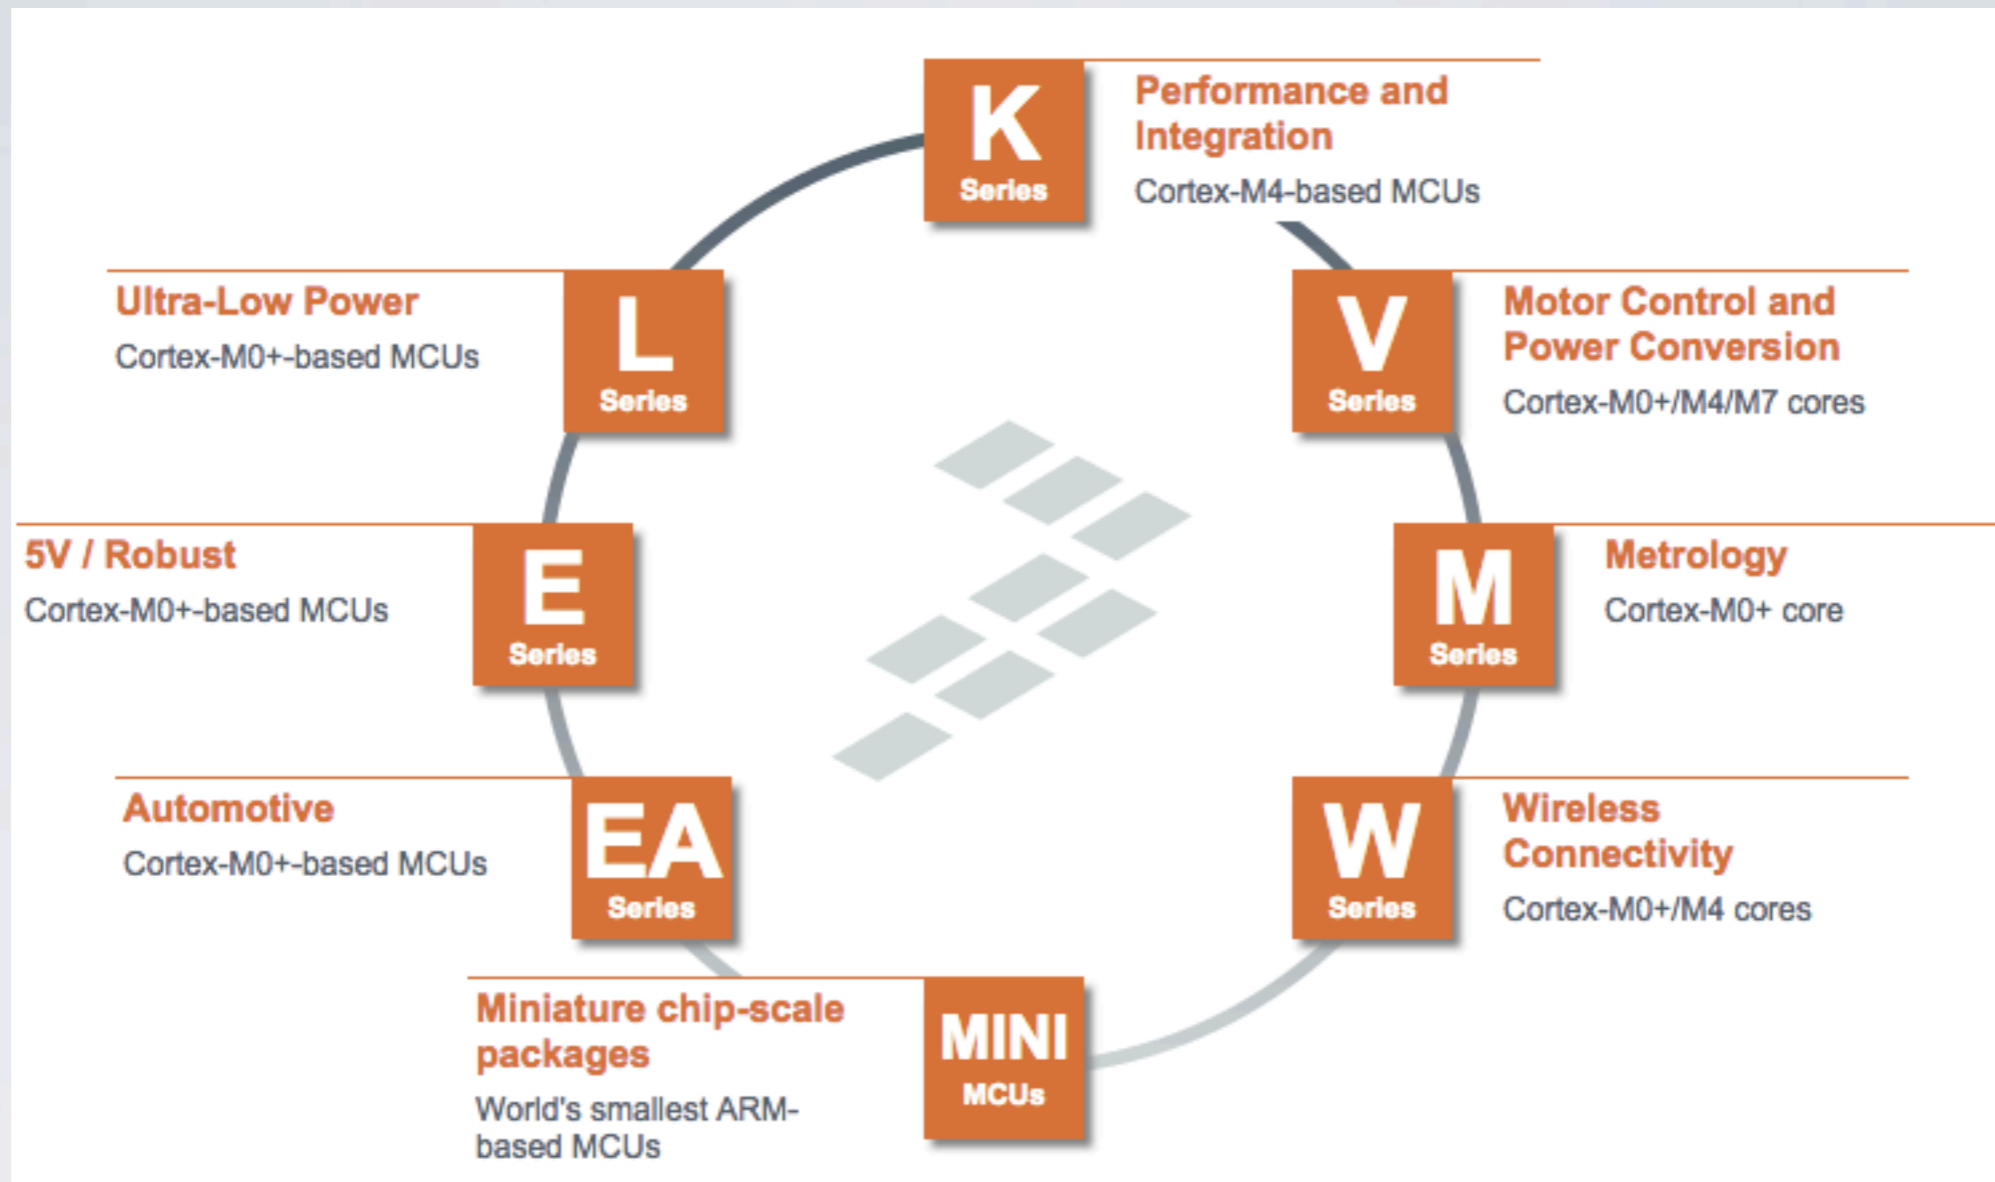 K
Series
Performance and
Integration
Cortex-M4-based MCUs
L
Series
Ultra-Low Power
Cortex-M0+-based MCUs
V
Series
Motor Control and
Power Conversion
Cortex-M0+/M4/M7 cores
E
Series
5V / Robust
Cortex-M0+-based MCUs
M
Series
Metrology
Cortex-M0+ core
EA
Series
Automotive
Cortex-M0+-based MCUs
W
Series
Wireless
Connectivity
Cortex-M0+/M4 cores
MINI
MCUs
Miniature chip-scale
packages
World's smallest ARM-
based MCUs